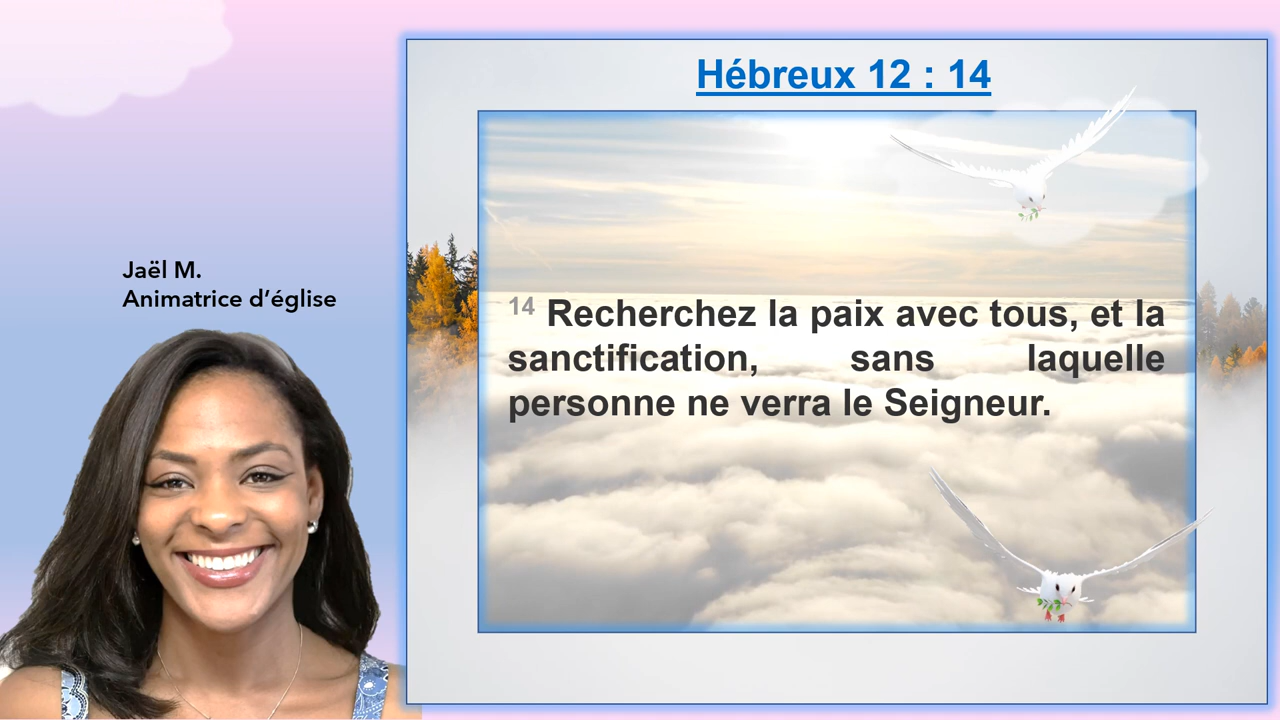 Hébreux 12 : 14
Jaël M.
Animatrice d’église
14 Recherchez la paix avec tous, et la
sanctification, sans laquelle
personne ne verra le Seigneur.